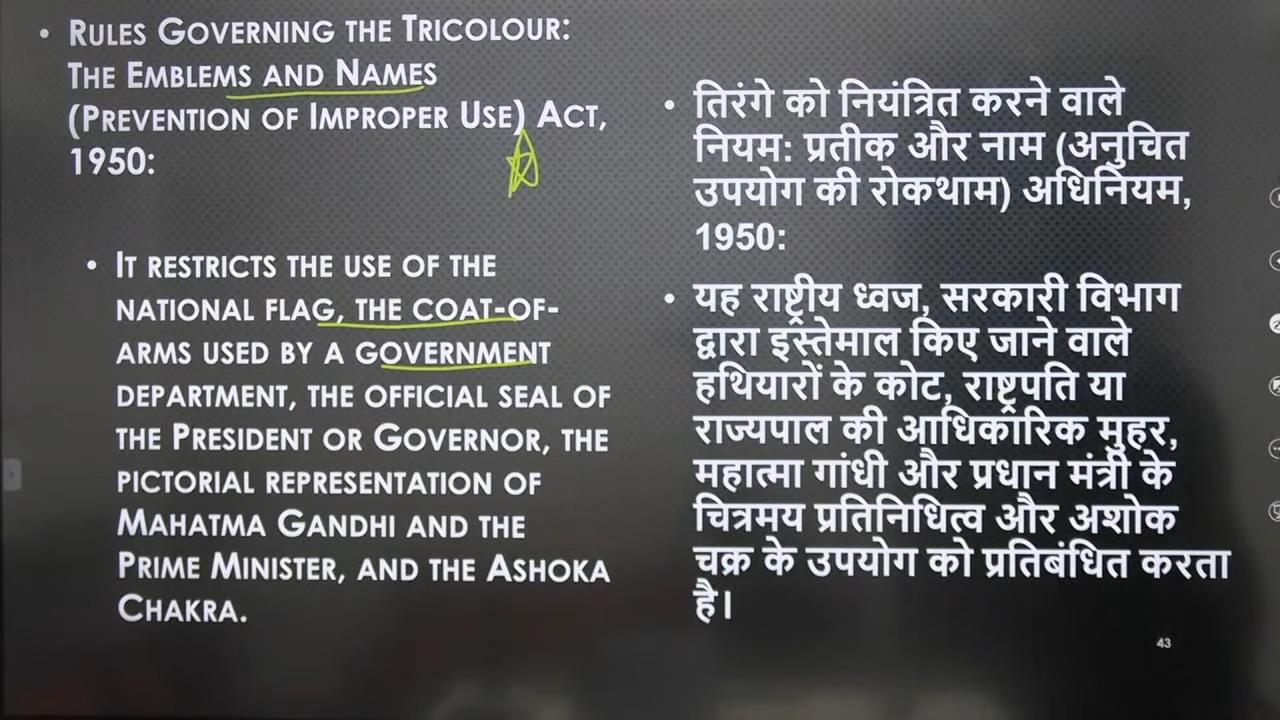 • RULES GOVERNING THE TRICOLOUR:
THE EMBLEMS AND NAMES
(PREVENTION OF IMPROPER USE) ACT,
1950:
• IT RESTRICTS THE USE OF THE
NATIONAL FLAG, THE COAT-OF-
ARMS USED BY A GOVERNMENT
DEPARTMENT, THE OFFICIAL SEAL OF
THE PRESIDENT OR GOVERNOR, THE
PICTORIAL REPRESENTATION OF
MAHATMA GANDHI AND THE
PRIME MINISTER, AND THE ASHOKA
CHAKRA.
• तिरंगे को नियंत्रित करने वाले
नियम: प्रतीक और नाम (अनुचित
उपयोग की रोकथाम) अधिनियम,
1950:
• यह राष्ट्रीय ध्वज, सरकारी विभाग
द्वारा इस्तेमाल किए जाने वाले
हथियारों के कोट, राष्ट्रपति या
राज्यपाल की आधिकारिक मुहर,
महात्मा गांधी और प्रधान मंत्री के
चित्रमय प्रतिनिधित्व और अशोक
चक्र के उपयोग को प्रतिबंधित करता
है।
43